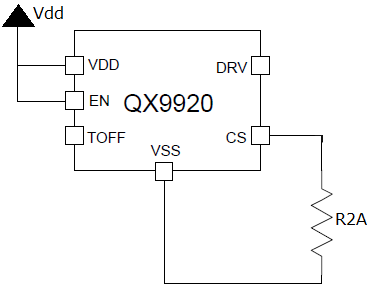 Vdd
VDD
DRV
EN
QX9920
TOFF
CS
VSS
R2A